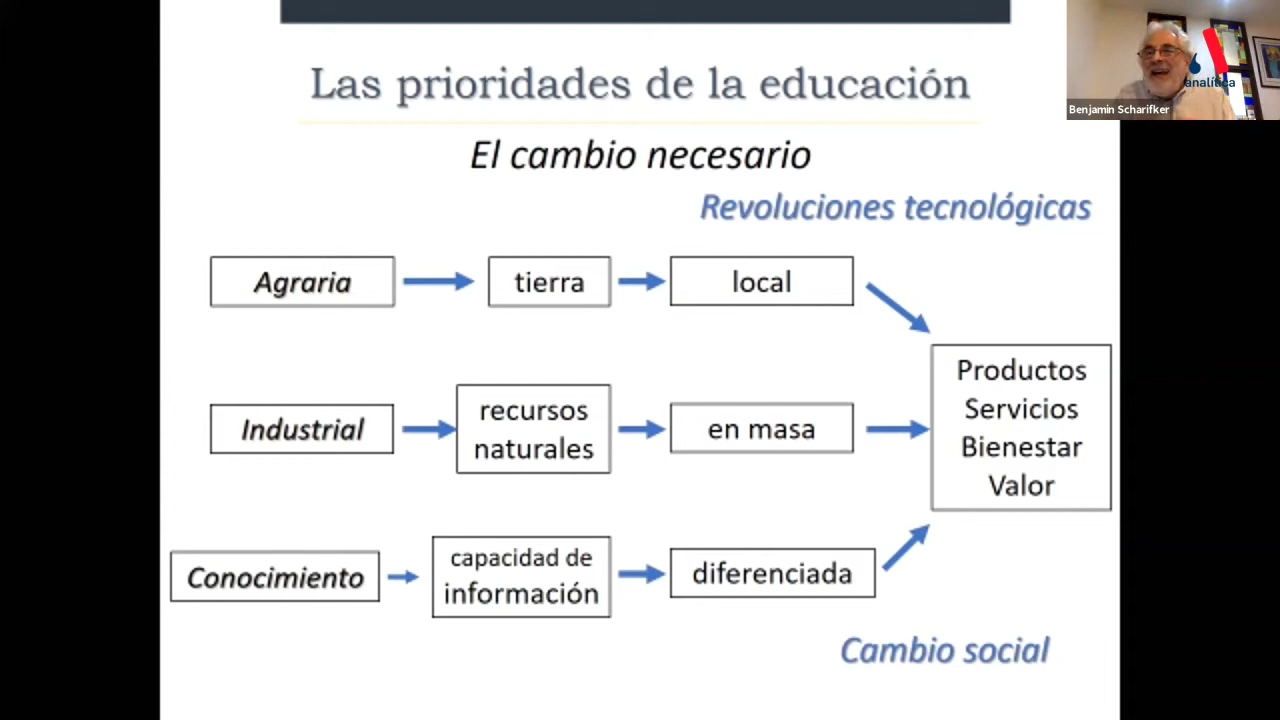 Las prioridades de la educación
El cambio necesario
Revoluciones tecnológicas
Agraria
tierra
local
Industrial
recursos
naturales
en masa
Conocimiento
capacidad de
información
diferenciada
Productos
Servicios
Bienestar
Valor
Cambio social
analítica
Benjamin Scharifker